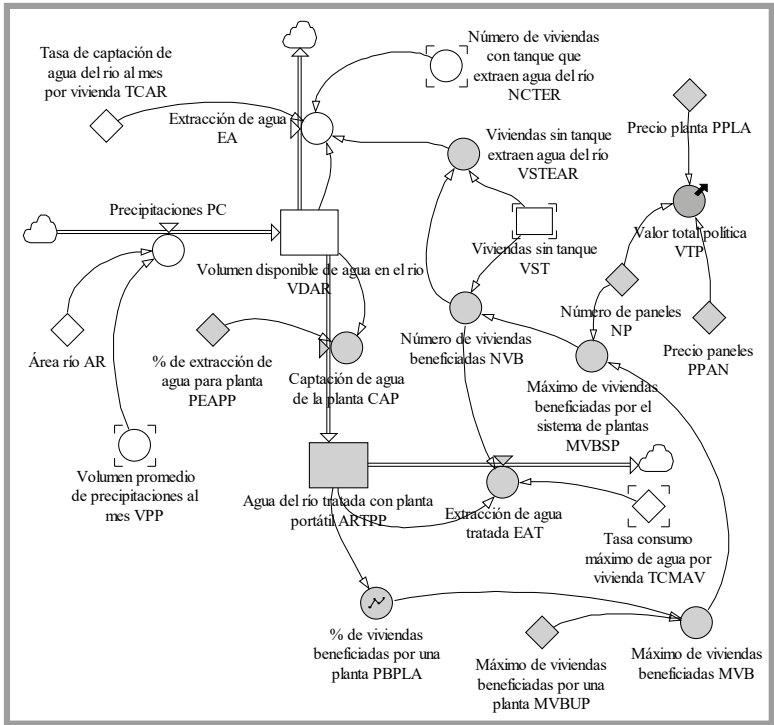 Tasa de captación de
agua del rio al mes
por vivienda TCAR
Extracción de agua
EA
Número de viviendas
con tanque que
extraen agua del río
NCTER
Viviendas sin tanque
extraen agua del río
VSTEAR
Precio planta PPLA
Precipitaciones PC
Viviendas sin tanque
VST
Valor total política
VTP
Volumen disponible de agua en el rio
VDAR
Área río AR
% de extracción de
agua para planta
PEAPP
Captación de agua
de la planta CAP
Número de viviendas
beneficiadas NVB
Número de paneles
NP
Precio paneles
PPAN
Máximo de viviendas
beneficiadas por el
sistema de plantas
MVBSP
Volumen promedio
de precipitaciones al
mes VPP
Agua del río tratada con planta
portátil ARTPP
Extracción de agua
tratada EAT
Tasa consumo
máximo de agua por
vivienda TCMAV
% de viviendas
beneficiadas por una
planta PBPLA
Máximo de viviendas
beneficiadas por una
planta MVBUP
Máximo de viviendas
beneficiadas MVB